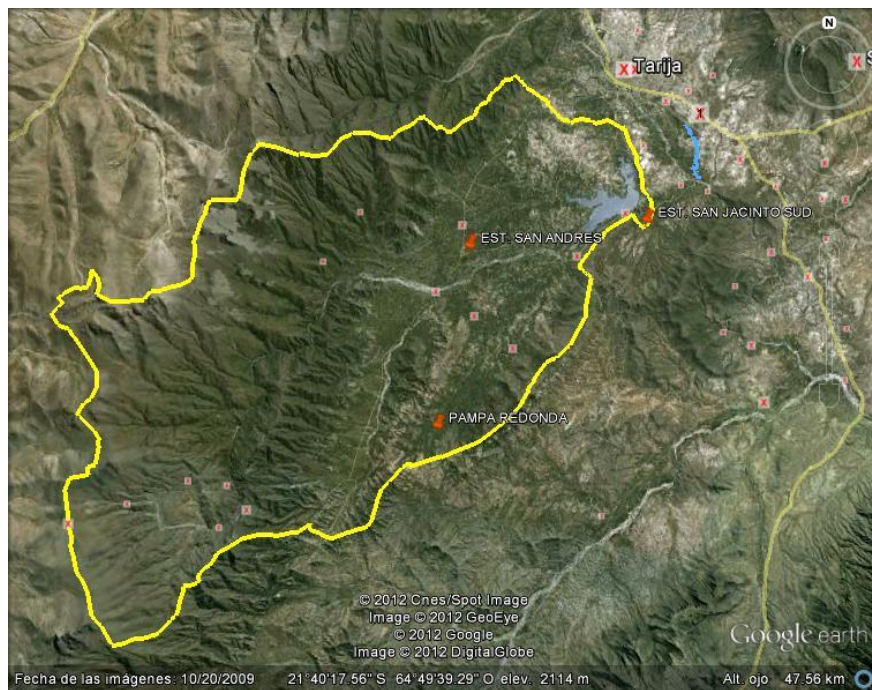 N
Tarija
S
EST. SAN JACINTO SUD
EST. SAN ANDRES
PAMPA REDONDA
© 2012 Cnes/Spot Image
Image © 2012 GeoEye
© 2012 Google
Image © 2012 DigitalGlobe
Google earth
Fecha de las imágenes: 10/20/2009 21°40'17.56" S 64°49'39.29" O elev. 2114 m Alt. ojo 47.56 km